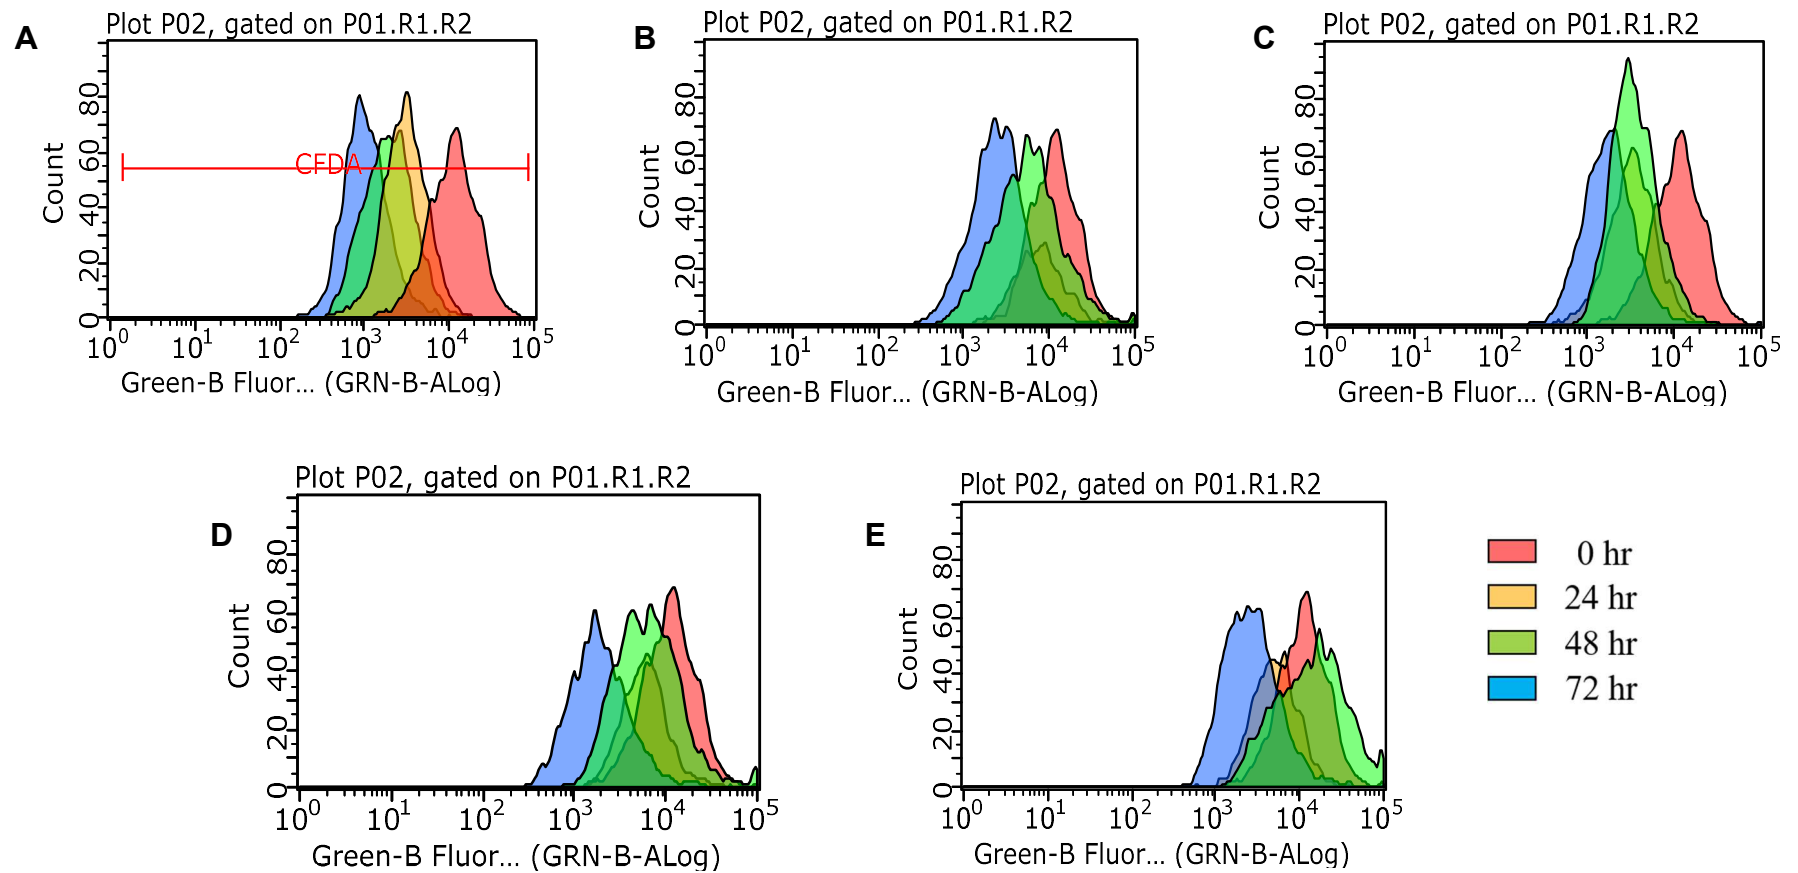 A
Plot P02, gated on P01.R1.R2
Count
0 20 40 60 80
CFDA
10^0 10^1 10^2 10^3 10^4 10^5
Green-B Fluor... (GRN-B-ALog)
B
Plot P02, gated on P01.R1.R2
Count
0 20 40 60 80
10^0 10^1 10^2 10^3 10^4 10^5
Green-B Fluor... (GRN-B-ALog)
C
Plot P02, gated on P01.R1.R2
Count
0 20 40 60 80
10^0 10^1 10^2 10^3 10^4 10^5
Green-B Fluor... (GRN-B-ALog)
D
Plot P02, gated on P01.R1.R2
Count
0 20 40 60 80
10^0 10^1 10^2 10^3 10^4 10^5
Green-B Fluor... (GRN-B-ALog)
E
Plot P02, gated on P01.R1.R2
Count
0 20 40 60 80
10^0 10^1 10^2 10^3 10^4 10^5
Green-B Fluor... (GRN-B-ALog)
0 hr
24 hr
48 hr
72 hr